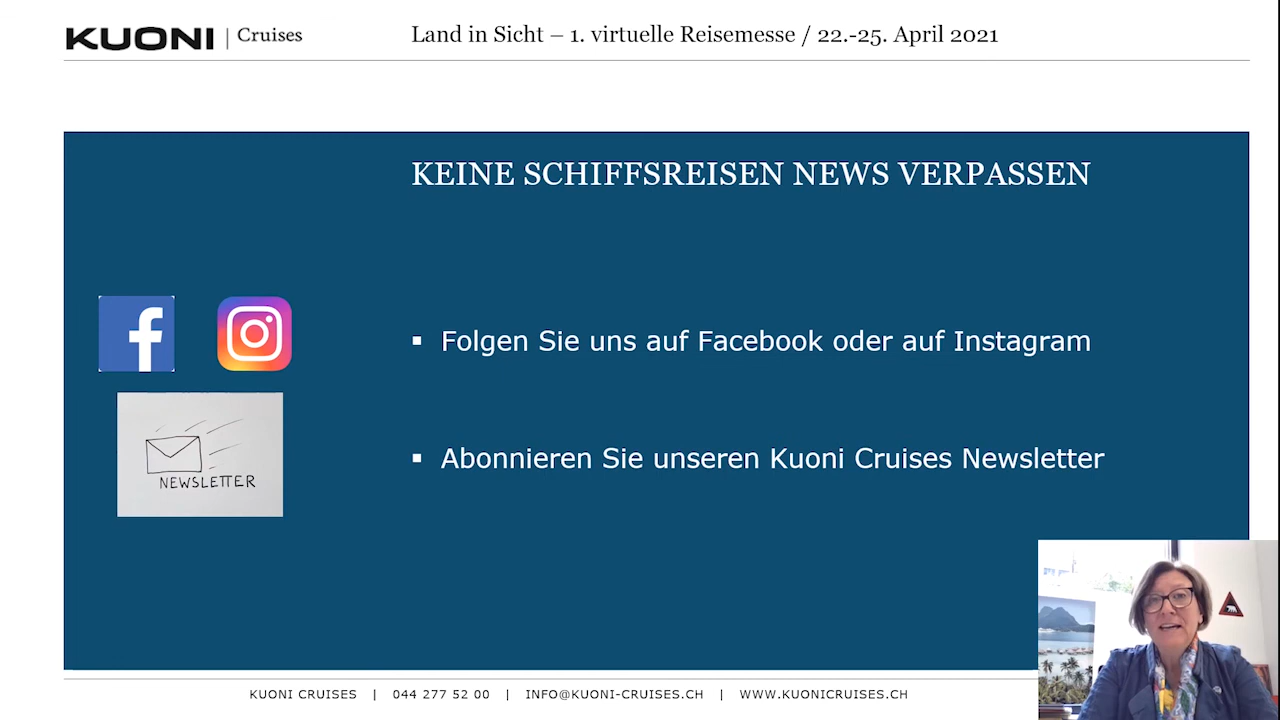 KUONI | Cruises
Land in Sicht – 1. virtuelle Reisemesse / 22.-25. April 2021
KEINE SCHIFFSREISEN NEWS VERPASSEN
▪ Folgen Sie uns auf Facebook oder auf Instagram
NEWSLETTER
▪ Abonnieren Sie unseren Kuoni Cruises Newsletter
KUONI CRUISES | 044 277 52 00 | INFO@KUONI-CRUISES.CH | WWW.KUONICRUISES.CH